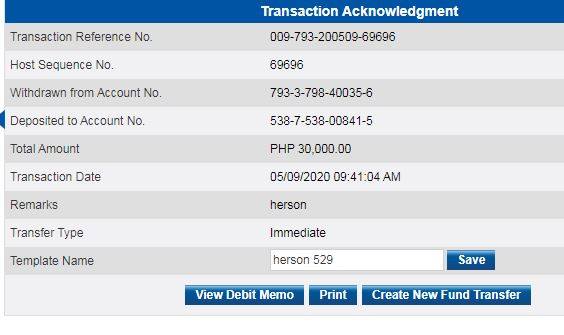 Transaction Acknowledgment
Transaction Reference No. 009-793-200509-69696
Host Sequence No. 69696
Withdrawn from Account No. 793-3-798-40035-6
Deposited to Account No. 538-7-538-00841-5
Total Amount PHP 30,000.00
Transaction Date 05/09/2020 09:41:04 AM
Remarks herson
Transfer Type Immediate
Template Name herson 529 Save
View Debit Memo Print Create New Fund Transfer